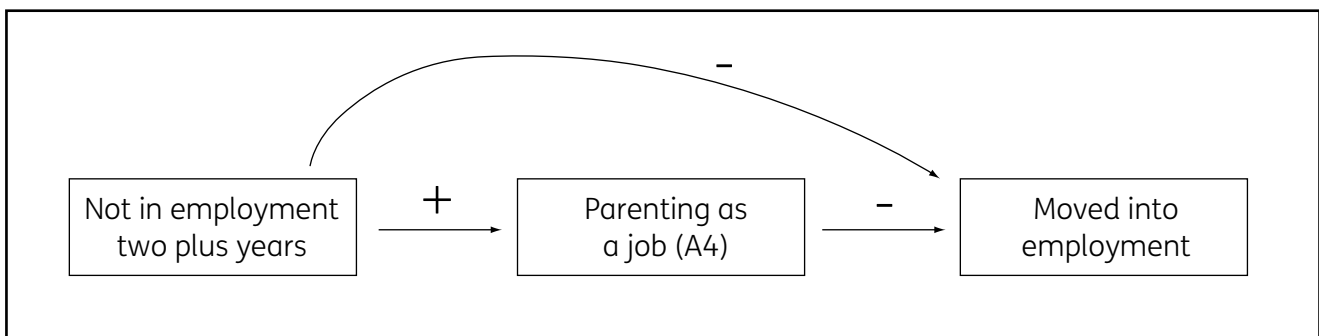 –
Not in employment
two plus years
+
Parenting as
a job (A4)
–
Moved into
employment